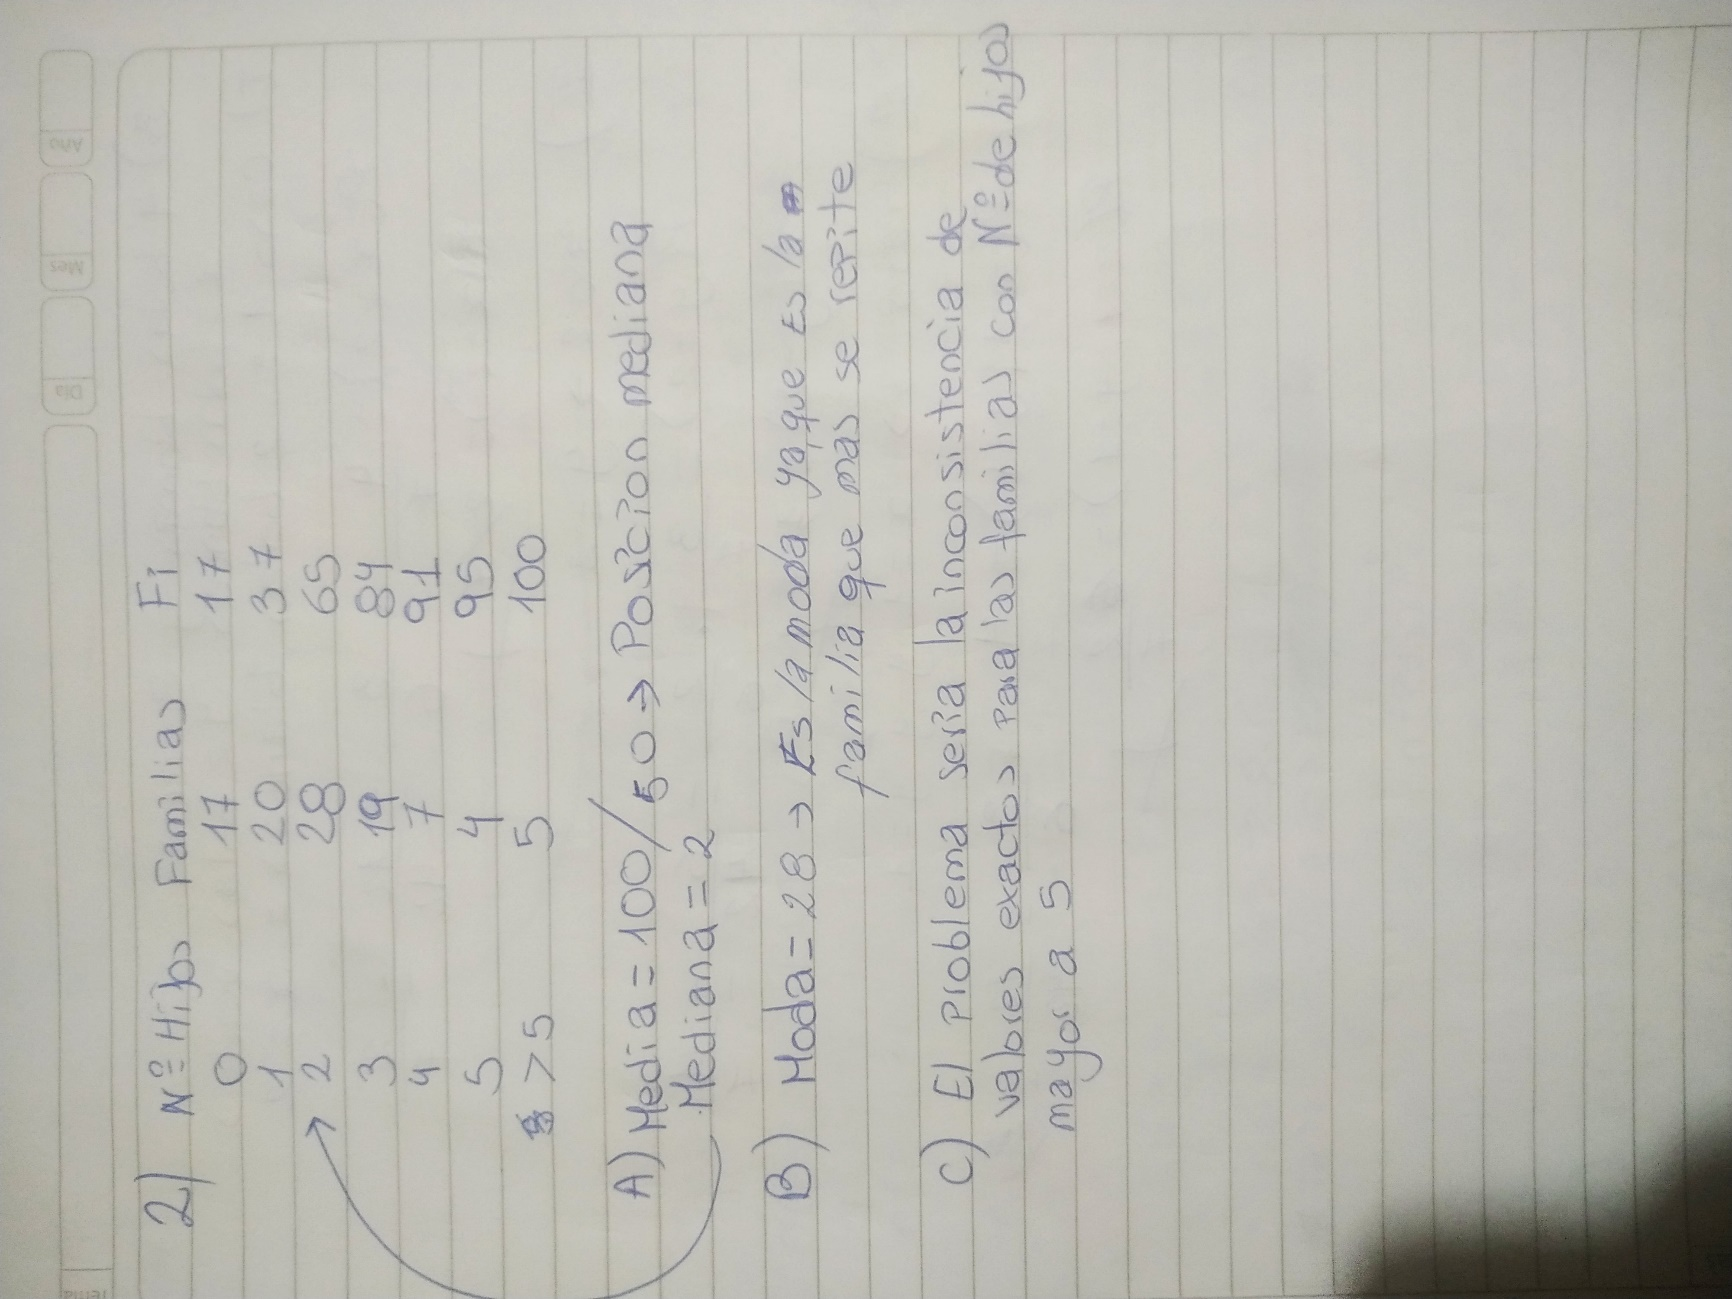 Tema Día Mes Año
2) Nº Hijos Familias Fi
0 17 17
1 20 37
2 28 65
3 19 84
4 7 91
5 4 95
>5 5 100
A) Media = 100/50 → Posicion mediana
Mediana = 2
B) Moda = 28 → Es la moda ya que Es la
familia que mas se repite
C) El problema seria la inconsistencia de
valores exactos para las familias con Nº de hijos
mayor a 5